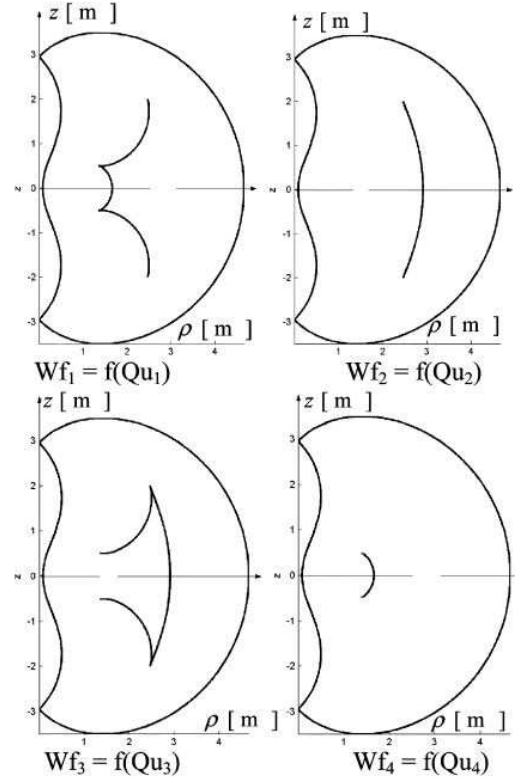 z [ m ]
z [ m ]
3
2
1
z 0
-1
-2
-3
3
2
1
z 0
-1
-2
-3
ρ [ m ]
ρ [ m ]
1 2 3 4
1 2 3 4
Wf₁ = f(Qu₁)
Wf₂ = f(Qu₂)
z [ m ]
z [ m ]
3
2
1
z 0
-1
-2
-3
3
2
1
z 0
-1
-2
-3
ρ [ m ]
ρ [ m ]
1 2 3 4
1 2 3 4
Wf₃ = f(Qu₃)
Wf₄ = f(Qu₄)